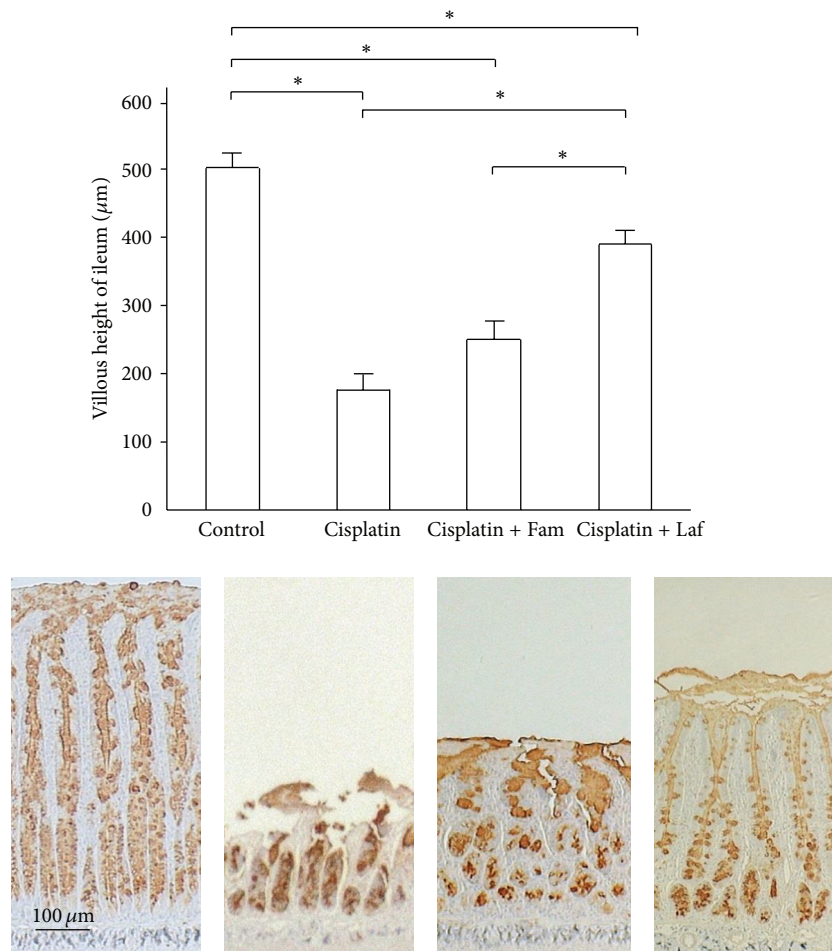 *
*
*
*
*
Villous height of ileum (μm)
600
500
400
300
200
100
0
Control
Cisplatin
Cisplatin + Fam
Cisplatin + Laf
100 μm